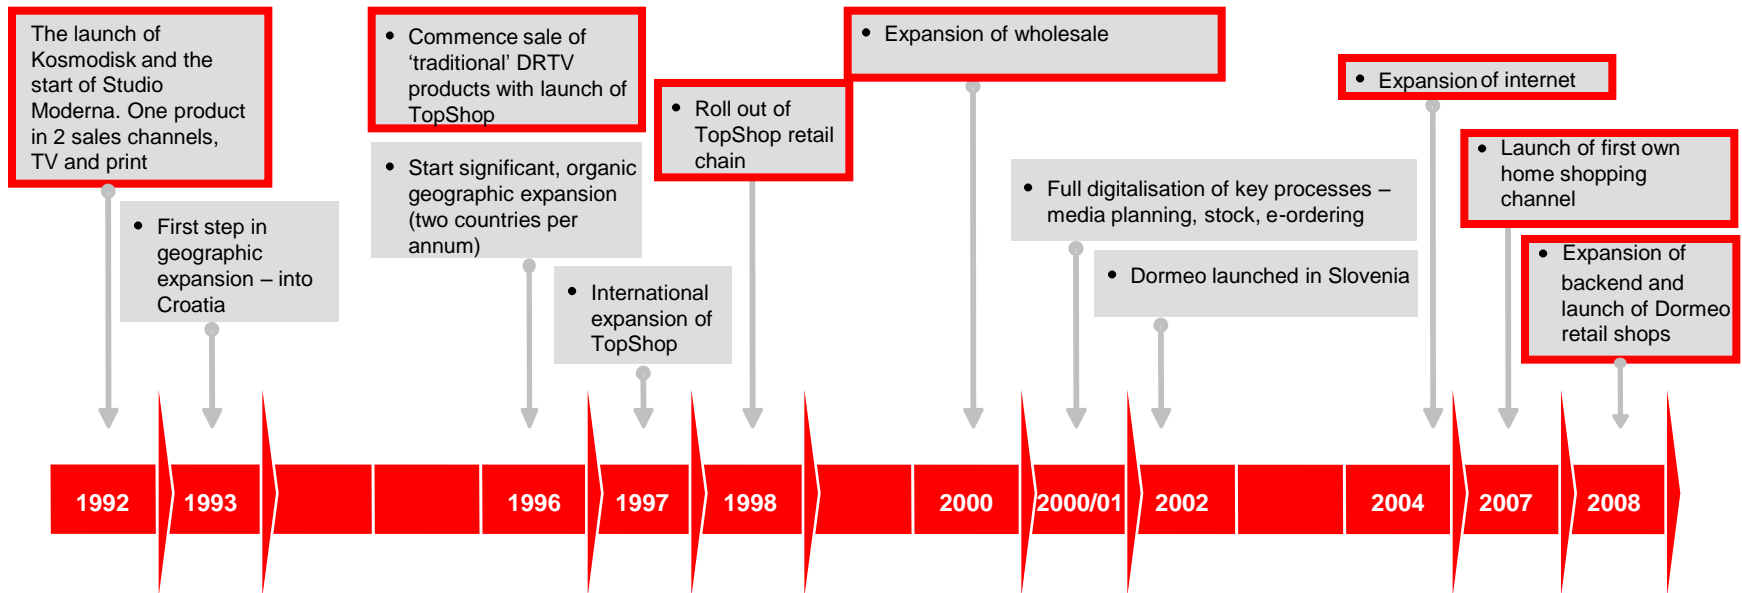 The launch of
Kosmodisk and the
start of Studio
Moderna. One product
in 2 sales channels,
TV and print
• First step in
geographic
expansion – into
Croatia
• Commence sale of
‘traditional’ DRTV
products with launch of
TopShop
• Start significant, organic
geographic expansion
(two countries per
annum)
• International
expansion of
TopShop
• Roll out of
TopShop retail
chain
• Expansion of wholesale
• Full digitalisation of key processes –
media planning, stock, e-ordering
• Dormeo launched in Slovenia
• Expansion of internet
• Launch of first own
home shopping
channel
• Expansion of
backend and
launch of Dormeo
retail shops
1992
1993
1996
1997
1998
2000
2000/01
2002
2004
2007
2008